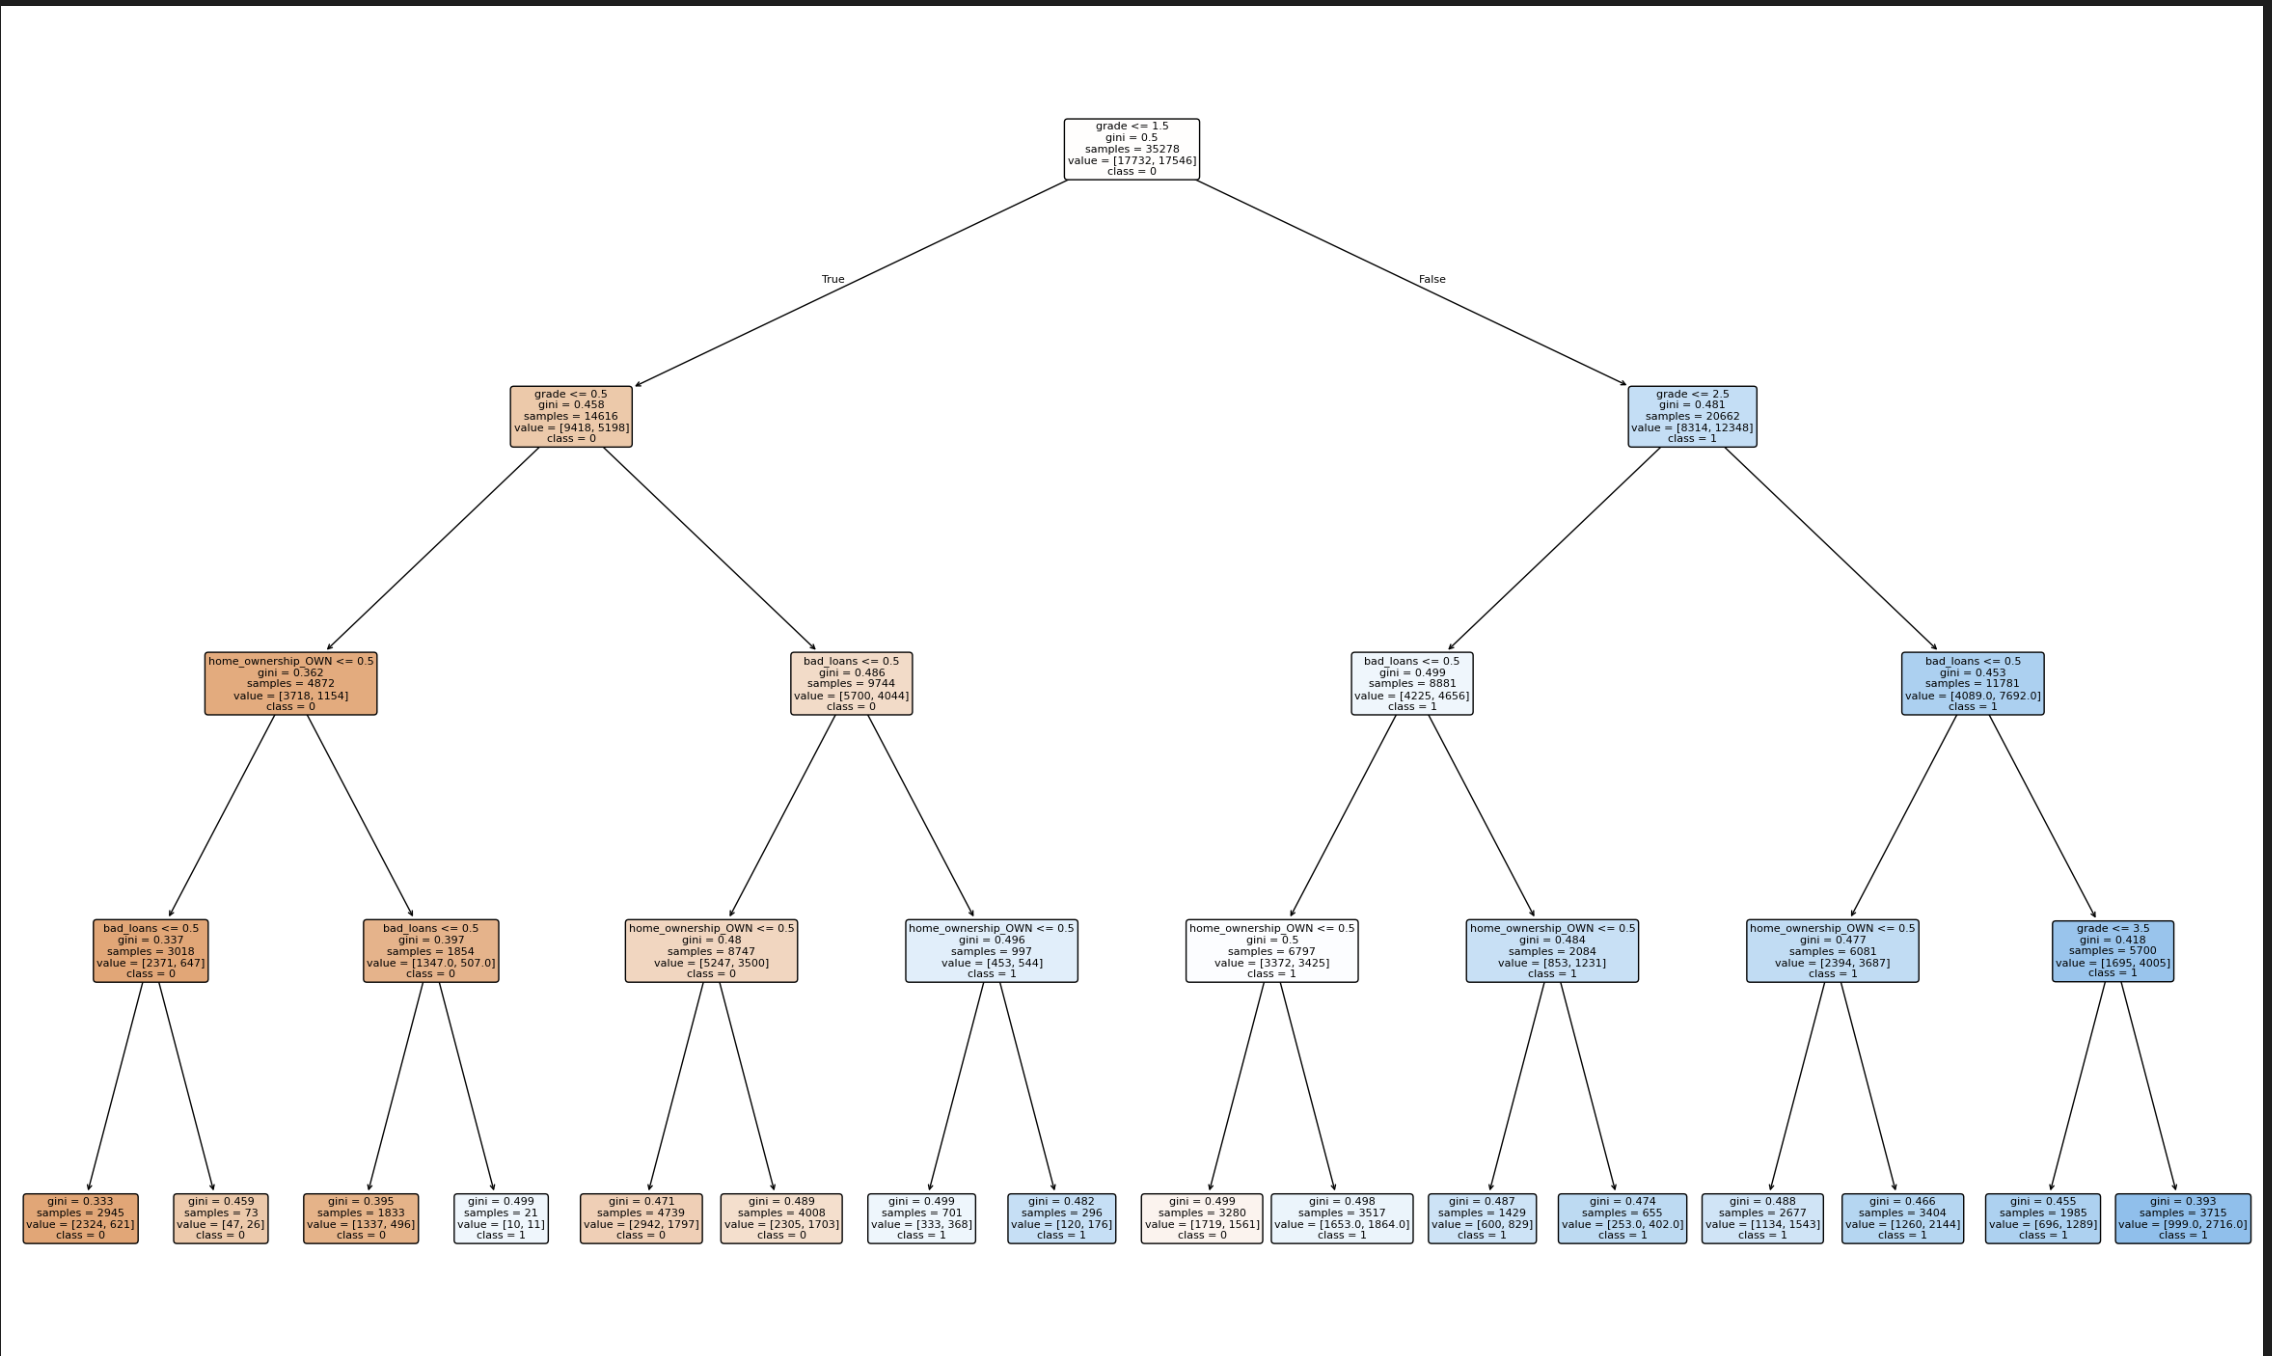 grade <= 1.5
gini = 0.5
samples = 35278
value = [17732, 17546]
class = 0
True
False
grade <= 0.5
gini = 0.458
samples = 14616
value = [9418, 5198]
class = 0
grade <= 2.5
gini = 0.481
samples = 20662
value = [8314, 12348]
class = 1
home_ownership_OWN <= 0.5
gini = 0.362
samples = 4872
value = [3718, 1154]
class = 0
bad_loans <= 0.5
gini = 0.486
samples = 9744
value = [5700, 4044]
class = 0
bad_loans <= 0.5
gini = 0.499
samples = 8881
value = [4225, 4656]
class = 1
bad_loans <= 0.5
gini = 0.453
samples = 11781
value = [4089.0, 7692.0]
class = 1
bad_loans <= 0.5
gini = 0.337
samples = 3018
value = [2371, 647]
class = 0
bad_loans <= 0.5
gini = 0.397
samples = 1854
value = [1347.0, 507.0]
class = 0
home_ownership_OWN <= 0.5
gini = 0.48
samples = 8747
value = [5247, 3500]
class = 0
home_ownership_OWN <= 0.5
gini = 0.496
samples = 997
value = [453, 544]
class = 1
home_ownership_OWN <= 0.5
gini = 0.5
samples = 6797
value = [3372, 3425]
class = 1
home_ownership_OWN <= 0.5
gini = 0.484
samples = 2084
value = [853, 1231]
class = 1
home_ownership_OWN <= 0.5
gini = 0.477
samples = 6081
value = [2394, 3687]
class = 1
grade <= 3.5
gini = 0.418
samples = 5700
value = [1695, 4005]
class = 1
gini = 0.333
samples = 2945
value = [2324, 621]
class = 0
gini = 0.459
samples = 73
value = [47, 26]
class = 0
gini = 0.395
samples = 1833
value = [1337, 496]
class = 0
gini = 0.499
samples = 21
value = [10, 11]
class = 1
gini = 0.471
samples = 4739
value = [2942, 1797]
class = 0
gini = 0.489
samples = 4008
value = [2305, 1703]
class = 0
gini = 0.499
samples = 701
value = [333, 368]
class = 1
gini = 0.482
samples = 296
value = [120, 176]
class = 1
gini = 0.499
samples = 3280
value = [1719, 1561]
class = 0
gini = 0.498
samples = 3517
value = [1653.0, 1864.0]
class = 1
gini = 0.487
samples = 1429
value = [600, 829]
class = 1
gini = 0.474
samples = 655
value = [253.0, 402.0]
class = 1
gini = 0.488
samples = 2677
value = [1134, 1543]
class = 1
gini = 0.466
samples = 3404
value = [1260, 2144]
class = 1
gini = 0.455
samples = 1985
value = [696, 1289]
class = 1
gini = 0.393
samples = 3715
value = [999.0, 2716.0]
class = 1